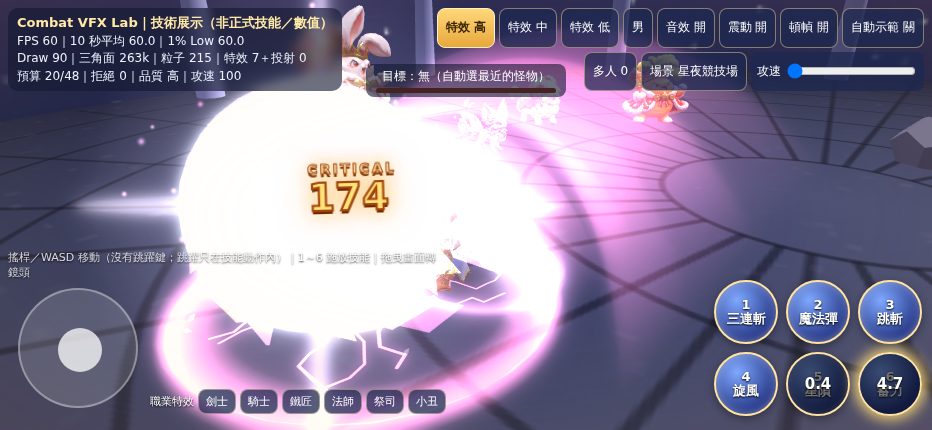 Combat VFX Lab｜技術展示（非正式技能／數值）
FPS 60｜10 秒平均 60.0｜1% Low 60.0
Draw 90｜三角面 263k｜粒子 215｜特效 7＋投射 0
預算 20/48｜拒絕 0｜品質 高｜攻速 100
特效 高
特效 中
特效 低
男
音效 開
震動 開
頓幀 開
自動示範 關
目標：無（自動選最近的怪物）
多人 0
場景 星夜競技場
攻速
CRITICAL
174
搖桿／WASD 移動（沒有跳躍鍵；跳躍只在技能動作內）｜1～6 施放技能｜拖曳畫面轉
鏡頭
1
三連斬
2
魔法彈
3
跳斬
4
旋風
5
0.4
星隕
6
4.7
蓄力
職業特效
劍士
騎士
鐵匠
法師
祭司
小丑